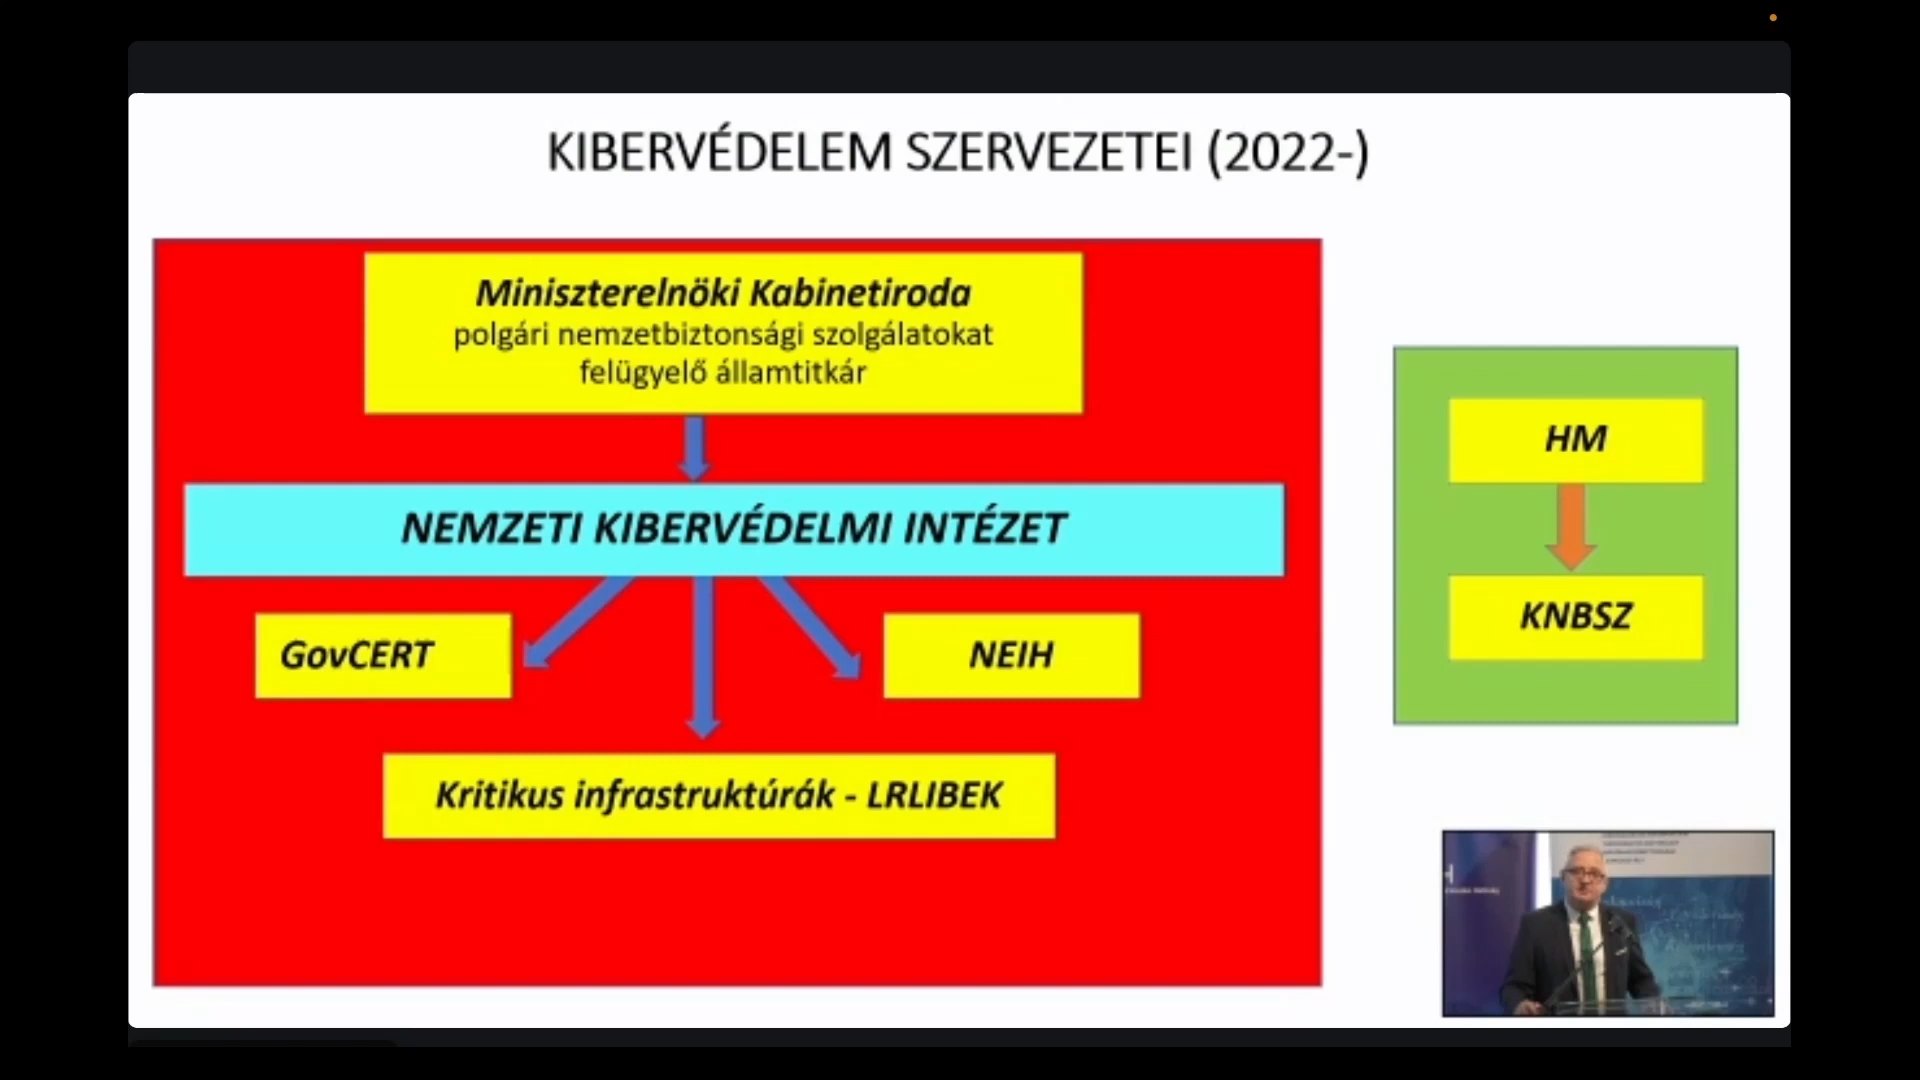 KIBERVÉDELEM SZERVEZETEI (2022-)
Miniszterelnöki Kabinetiroda
polgári nemzetbiztonsági szolgálatokat
felügyelő államtitkár
NEMZETI KIBERVÉDELMI INTÉZET
GovCERT
NEIH
Kritikus infrastruktúrák - LRLIBEK
HM
KNBSZ